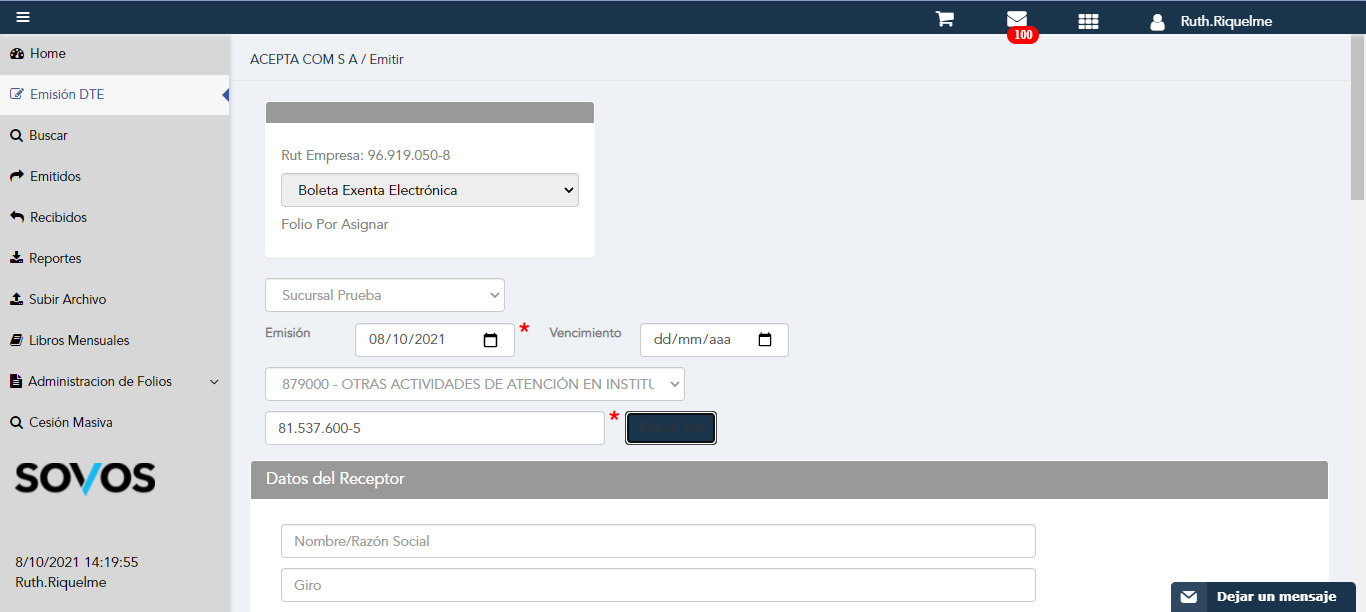 100
Ruth.Riquelme
Home
Emisión DTE
Buscar
Emitidos
Recibidos
Reportes
Subir Archivo
Libros Mensuales
Administracion de Folios
Cesión Masiva
SOVOS
8/10/2021 14:19:55
Ruth.Riquelme
ACEPTA COM S A / Emitir
Rut Empresa: 96.919.050-8
Boleta Exenta Electrónica
Folio Por Asignar
Sucursal Prueba
Emisión 08/10/2021 * Vencimiento dd/mm/aaa
879000 - OTRAS ACTIVIDADES DE ATENCIÓN EN INSTITU
81.537.600-5 *
Datos del Receptor
Nombre/Razón Social
Giro
Dejar un mensaje